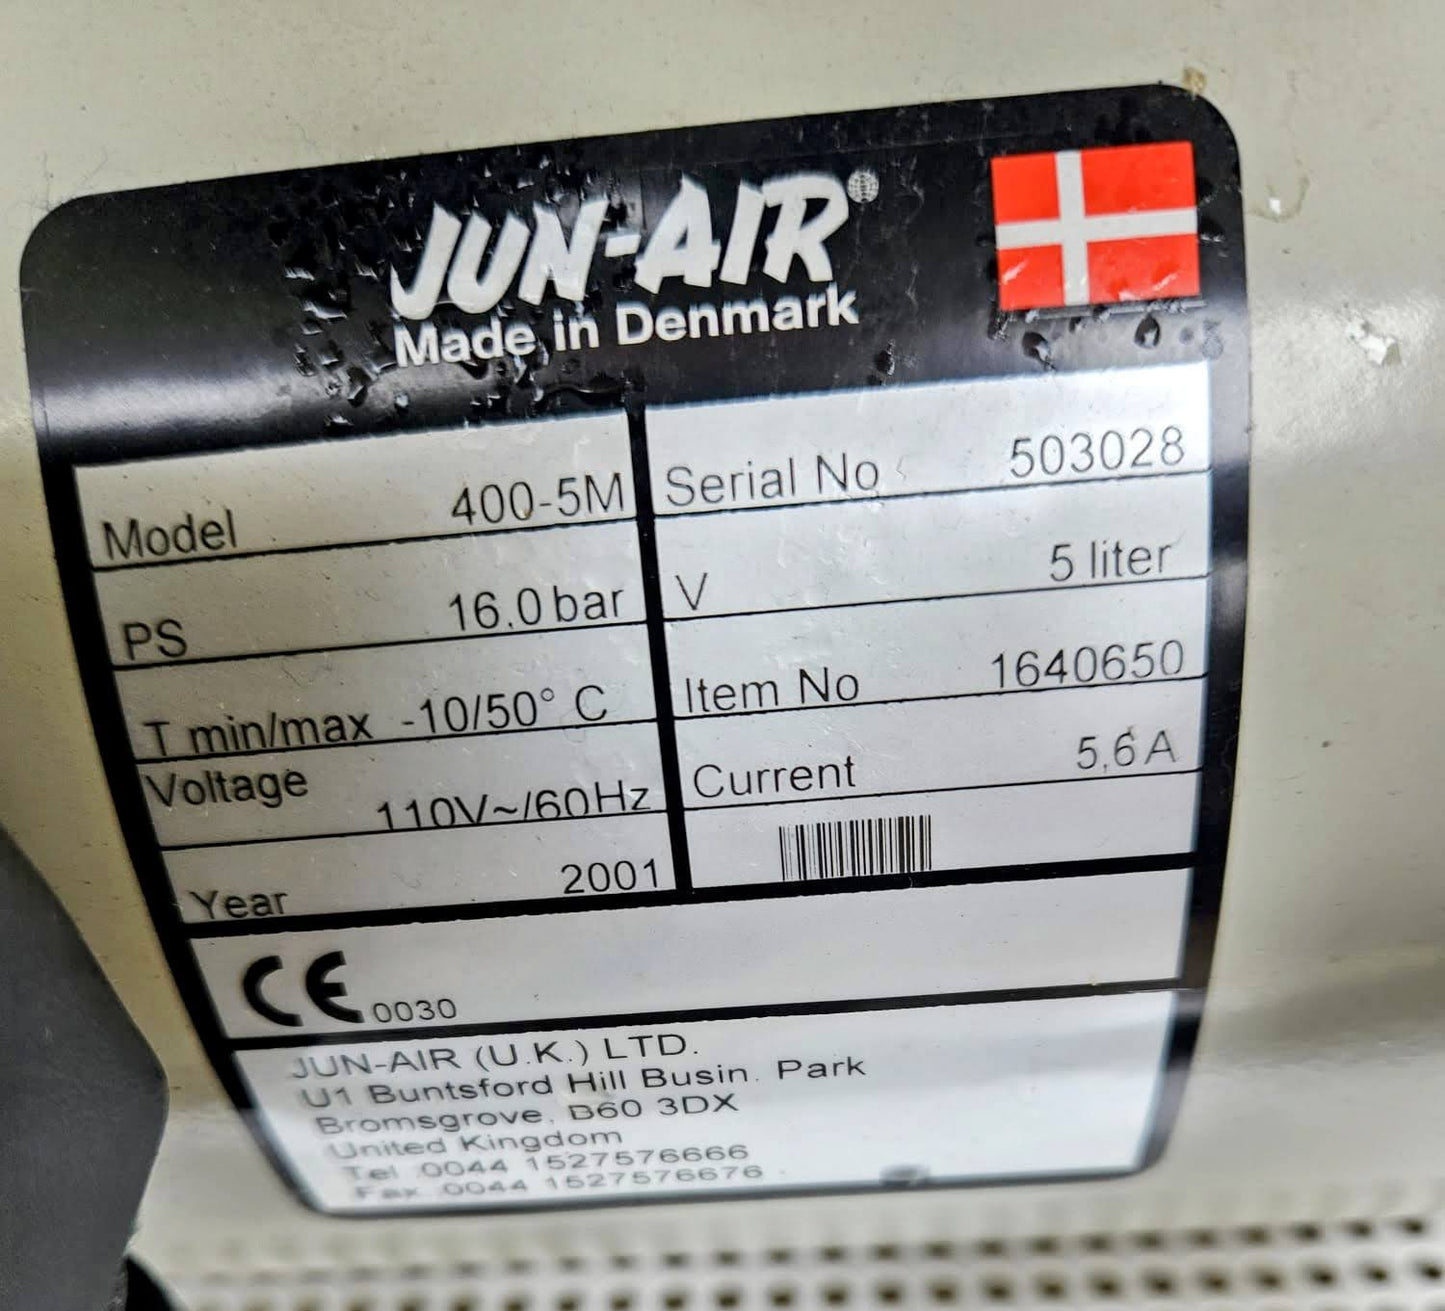 JUN-AIR®
Made in Denmark
Model 400-5M Serial No 503028
PS 16.0 bar V 5 liter
T min/max -10/50° C Item No 1640650
Voltage 110V~/60Hz Current 5,6 A
Year 2001
CE 0030
JUN-AIR (U.K.) LTD.
U1 Buntsford Hill Busin. Park
Bromsgrove, B60 3DX
United Kingdom
Tel .0044 1527576666
Fax .0044 1527576676